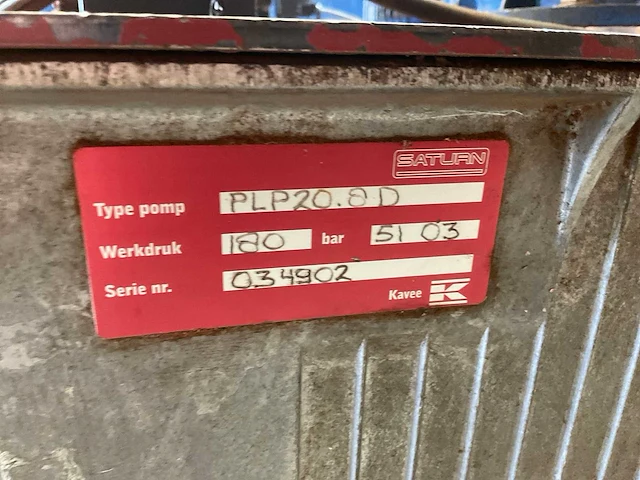 SATURN
Type pomp PLP20.8D
Werkdruk 180 bar 51 03
Serie nr. 034902
Kavee K